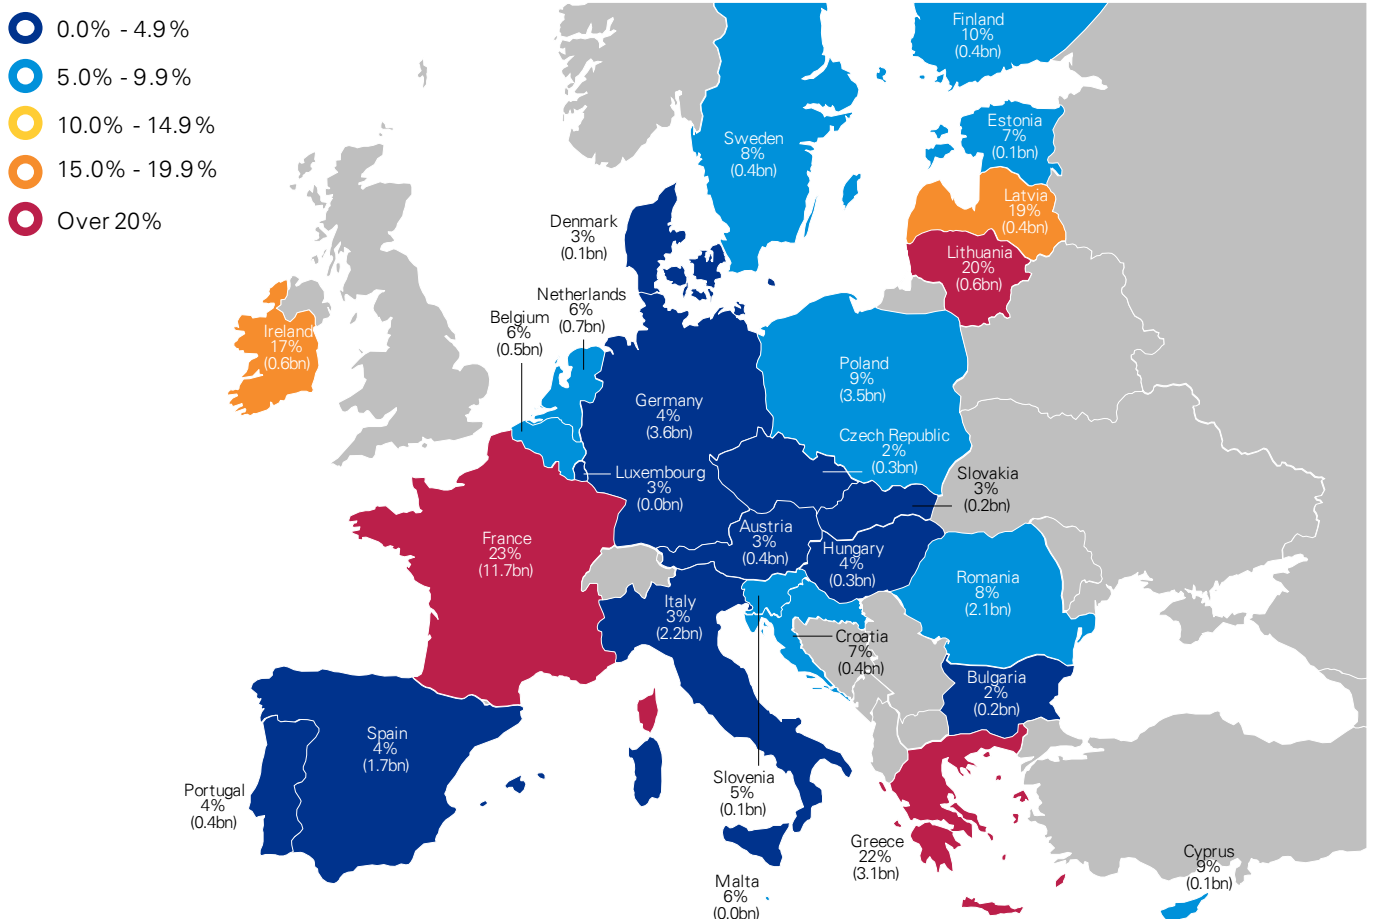 0.0% - 4.9%
5.0% - 9.9%
10.0% - 14.9%
15.0% - 19.9%
Over 20%
Finland
10%
(0.4bn)
Estonia
7%
(0.1bn)
Sweden
8%
(0.4bn)
Latvia
19%
(0.4bn)
Denmark
3%
(0.1bn)
Lithuania
20%
(0.6bn)
Netherlands
6%
(0.7bn)
Belgium
6%
(0.5bn)
Ireland
17%
(0.6bn)
Poland
9%
(3.5bn)
Germany
4%
(3.6bn)
Czech Republic
2%
(0.3bn)
Luxembourg
3%
(0.0bn)
Slovakia
3%
(0.2bn)
Austria
3%
(0.4bn)
France
23%
(11.7bn)
Hungary
4%
(0.3bn)
Romania
8%
(2.1bn)
Italy
3%
(2.2bn)
Croatia
7%
(0.4bn)
Bulgaria
2%
(0.2bn)
Spain
4%
(1.7bn)
Slovenia
5%
(0.1bn)
Portugal
4%
(0.4bn)
Greece
22%
(3.1bn)
Cyprus
9%
(0.1bn)
Malta
6%
(0.0bn)